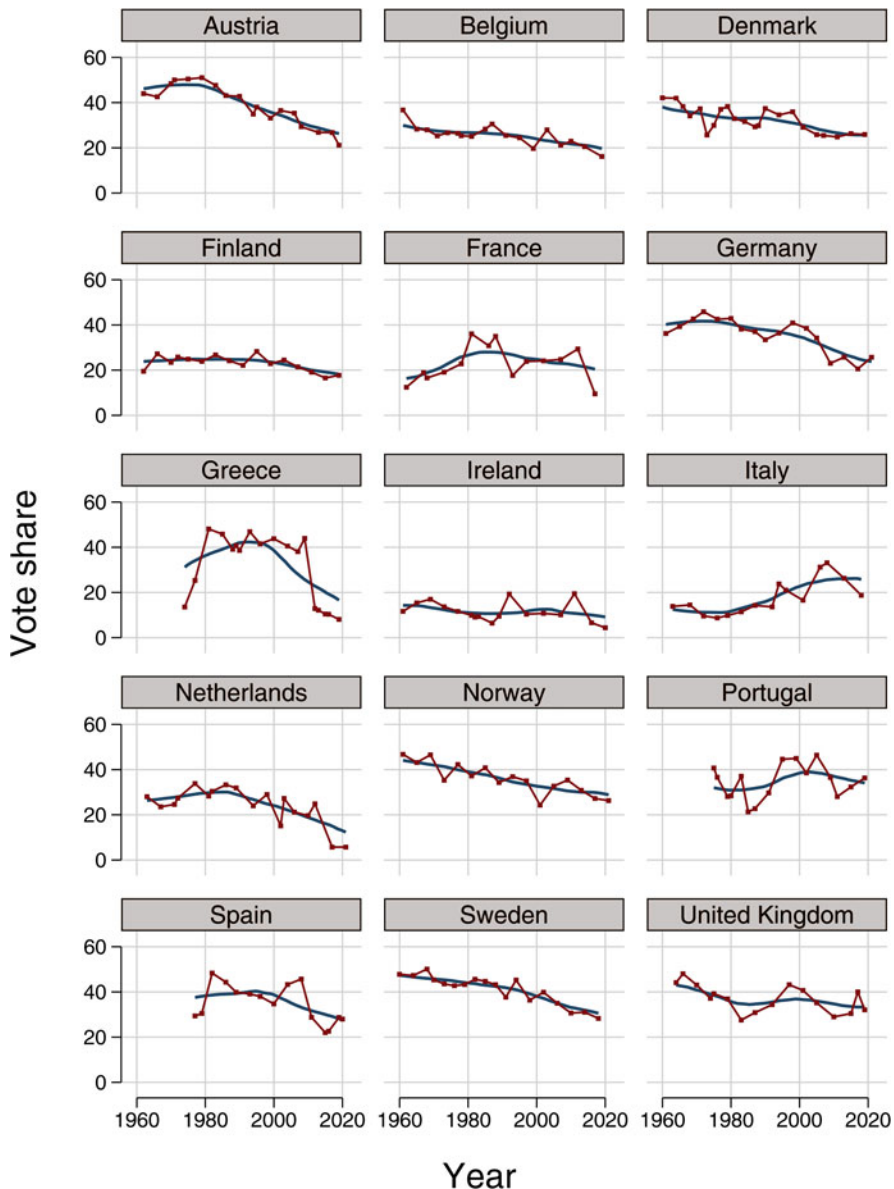 Austria Belgium Denmark
60
40
20
0
Finland France Germany
60
40
20
0
Greece Ireland Italy
60
40
20
0
Vote share
Netherlands Norway Portugal
60
40
20
0
Spain Sweden United Kingdom
60
40
20
0
1960 1980 2000 2020 1960 1980 2000 2020 1960 1980 2000 2020
Year